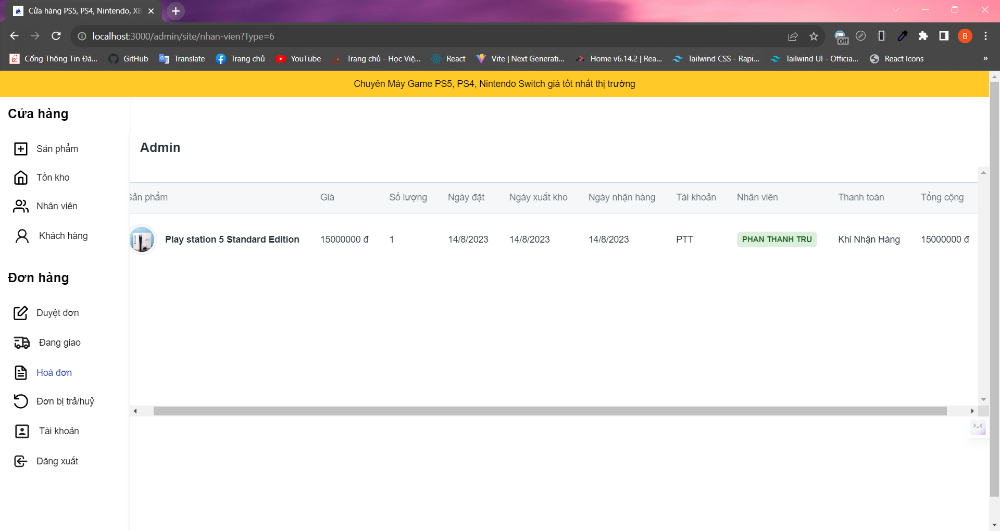 Cửa hàng PS5, PS4, Nintendo, XB
localhost:3000/admin/site/nhan-vien?Type=6
Off
B
Cổng Thông Tin Đà... GitHub Translate Trang chủ YouTube Trang chủ - Học Việ... React Vite | Next Generati... Home v6.14.2 | Rea... Tailwind CSS - Rapi... Tailwind UI - Officia... React Icons »
Chuyên Máy Game PS5, PS4, Nintendo Switch giá tốt nhất thị trường
Cửa hàng
Sản phẩm
Tồn kho
Nhân viên
Khách hàng
Đơn hàng
Duyệt đơn
Đang giao
Hoá đơn
Đơn bị trả/huỷ
Tài khoản
Đăng xuất
Admin
Sản phẩm Giá Số lượng Ngày đặt Ngày xuất kho Ngày nhận hàng Tài khoản Nhân viên Thanh toán Tổng cộng
Play station 5 Standard Edition 15000000 đ 1 14/8/2023 14/8/2023 14/8/2023 PTT PHAN THANH TRU Khi Nhận Hàng 15000000 đ